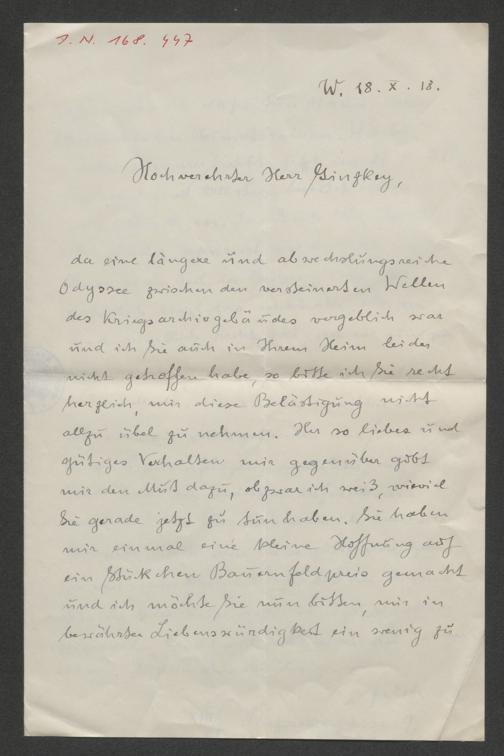 J. N. 168. 447
W. 18. X. 18.
Hochverehrter Herr Ginzkey,
da eine längere und abwechslungsreiche
Odyssee zwischen den versteinerten Wellen
des Kriegsarchivgebäudes vergeblich war
und ich Sie auch in Ihrem Heim leider
nicht getroffen habe, so bitte ich Sie recht
herzlich, mir diese Belästigung nicht
allzu übel zu nehmen. Ihr so liebes und
gütiges Verhalten mir gegenüber gibt
mir den Mut dazu, obzwar ich weiß, wieviel
Sie gerade jetzt zu tun haben. Sie haben
mir einmal eine kleine Hoffnung auf
ein Stückchen Bauernfeldpreis gemacht
und ich möchte Sie nun bitten, mir in
bewährter Liebenswürdigkeit ein wenig zu